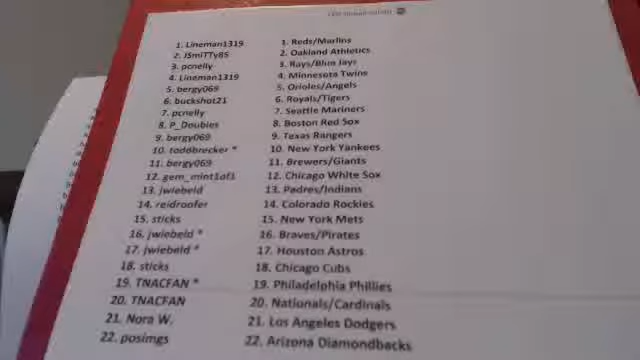 1. Lineman1319 1. Reds/Marlins
2. JSmiTTy85 2. Oakland Athletics
3. pcnelly 3. Rays/Blue Jays
4. Lineman1319 4. Minnesota Twins
5. bergy069 5. Orioles/Angels
6. buckshot21 6. Royals/Tigers
7. pcnelly 7. Seattle Mariners
8. P_Doubles 8. Boston Red Sox
9. bergy069 9. Texas Rangers
10. toddbrecker * 10. New York Yankees
11. bergy069 11. Brewers/Giants
12. gem_mint1of1 12. Chicago White Sox
13. jwiebeld 13. Padres/Indians
14. reidroofer 14. Colorado Rockies
15. sticks 15. New York Mets
16. jwiebeld * 16. Braves/Pirates
17. jwiebeld * 17. Houston Astros
18. sticks 18. Chicago Cubs
19. TNACFAN * 19. Philadelphia Phillies
20. TNACFAN 20. Nationals/Cardinals
21. Nora W. 21. Los Angeles Dodgers
22. posimgs 22. Arizona Diamondbacks